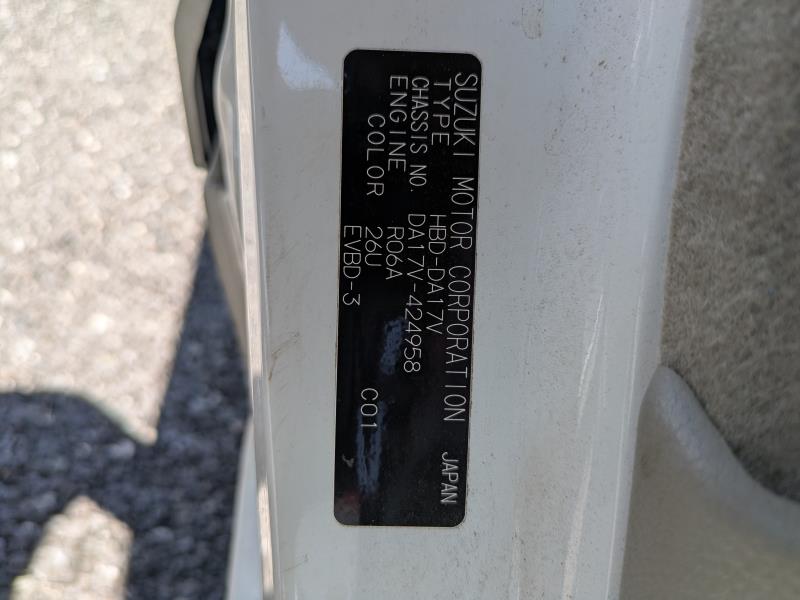 SUZUKI MOTOR CORPORATION JAPAN
TYPE HBD-DA17V
CHASSIS NO. DA17V-424958
ENGINE R06A
COLOR 26U C01
EVBD-3